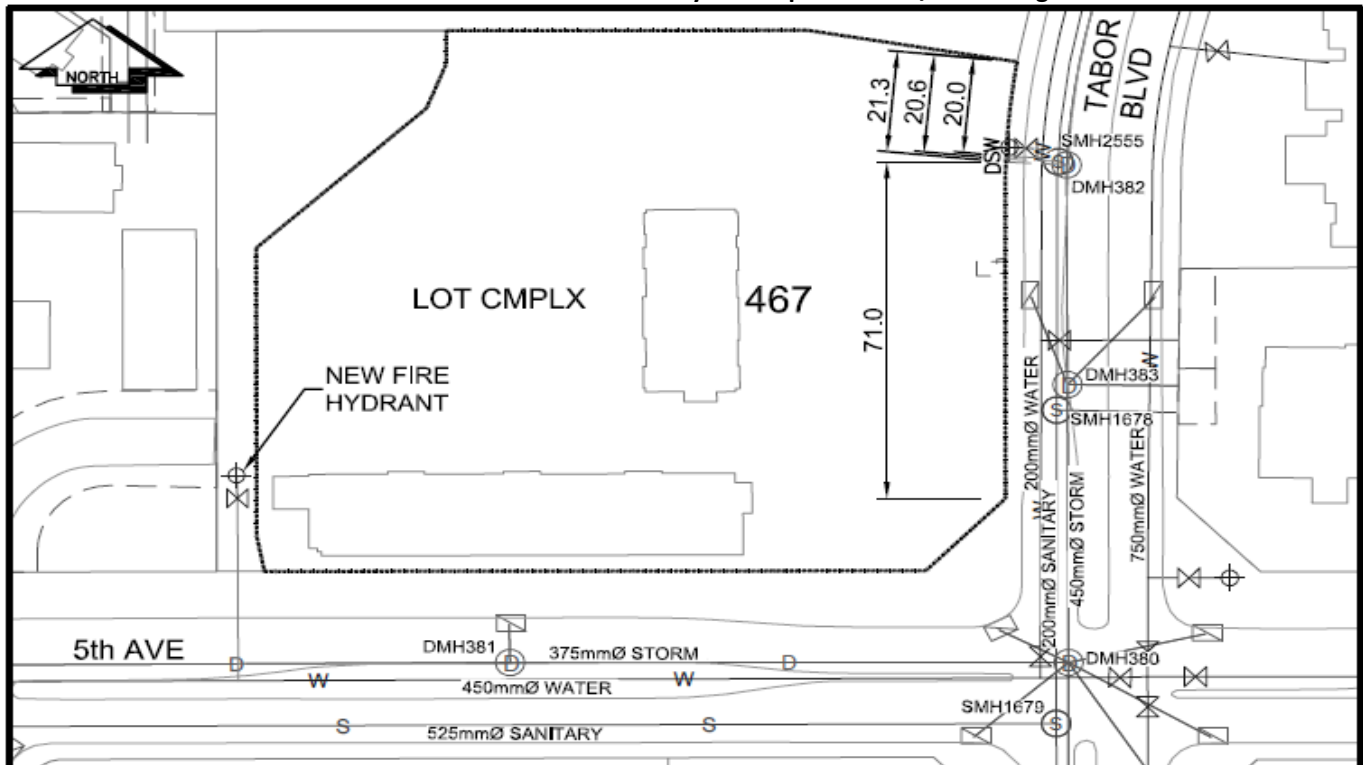 NORTH
TABOR
BLVD
21.3
20.6
20.0
DSW
W
SMH2555
S
D
DMH382
LOT CMPLX
467
71.0
NEW FIRE
HYDRANT
200mmØ WATER
W
W
D
DMH383
S
SMH1678
200mmØ SANITARY
450mmØ STORM
750mmØ WATER
5th AVE
D
DMH381
D
375mmØ STORM
D
D
DMH380
W
450mmØ WATER
W
SMH1679
S
S
525mmØ SANITARY
S